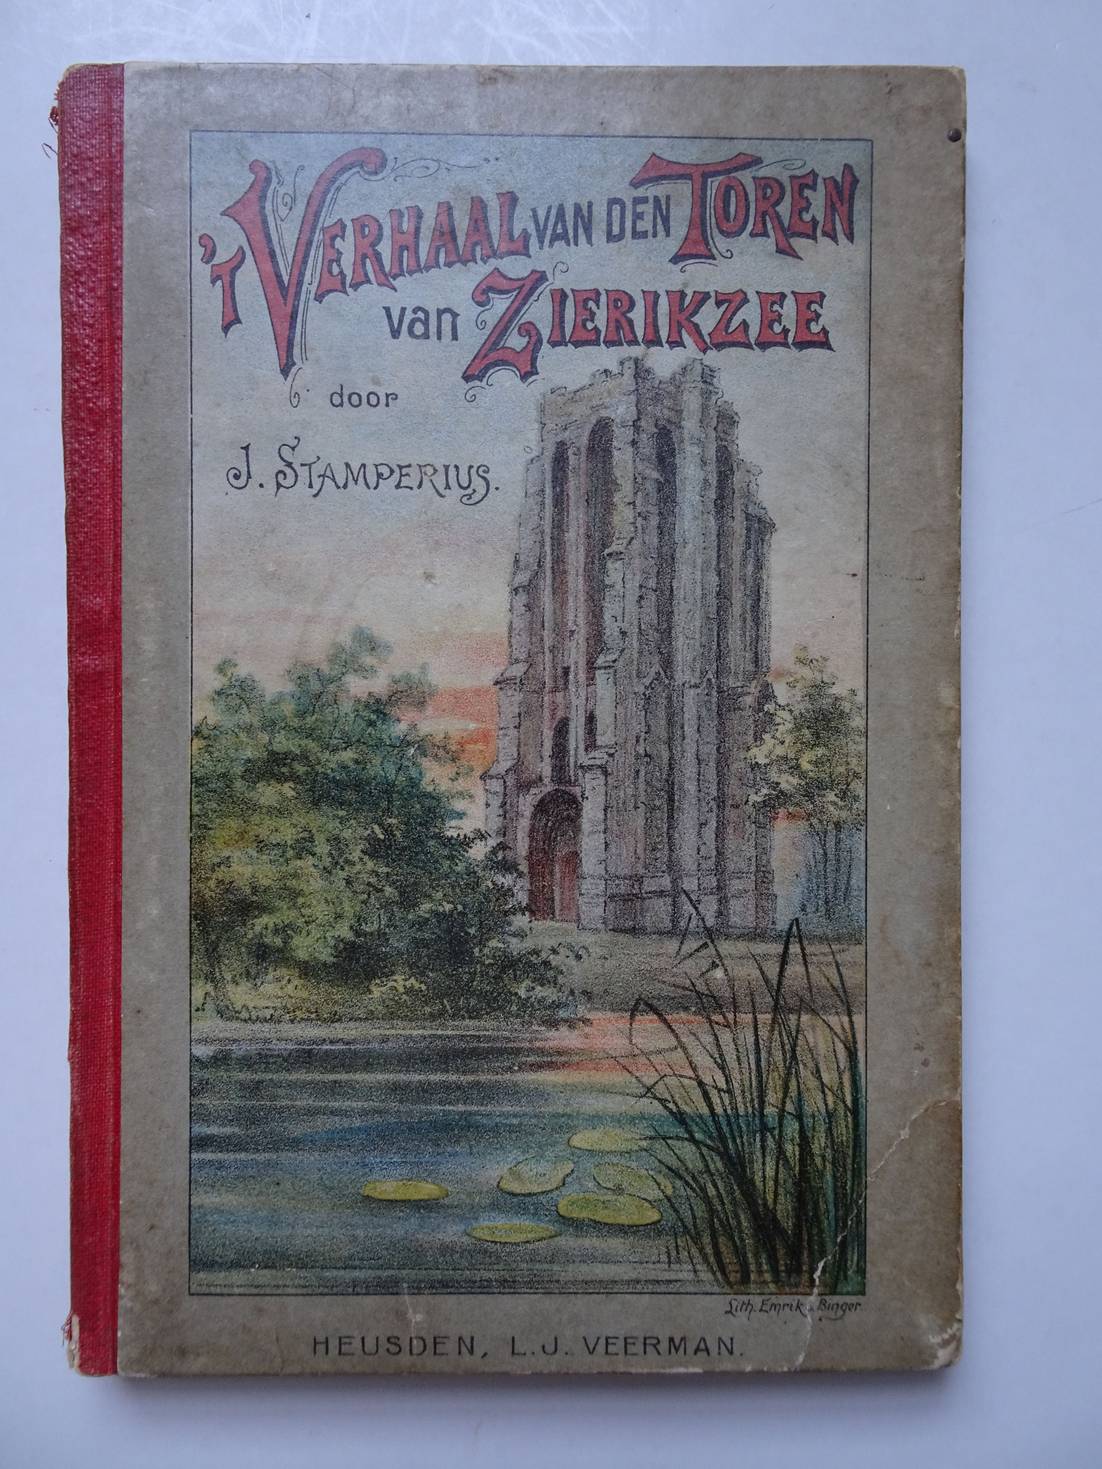 'T VERHAAL VAN DEN TOREN
van ZIERIKZEE
door
J. STAMPERIUS.
Lith. Emrik & Binger
HEUSDEN, L.J. VEERMAN.